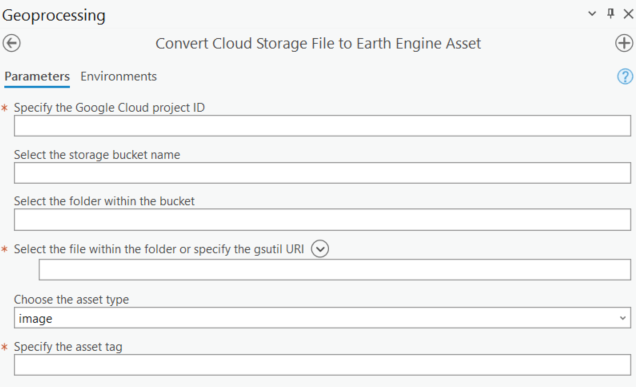 Geoprocessing
Convert Cloud Storage File to Earth Engine Asset
Parameters Environments
* Specify the Google Cloud project ID
Select the storage bucket name
Select the folder within the bucket
* Select the file within the folder or specify the gsutil URI
Choose the asset type
image
* Specify the asset tag